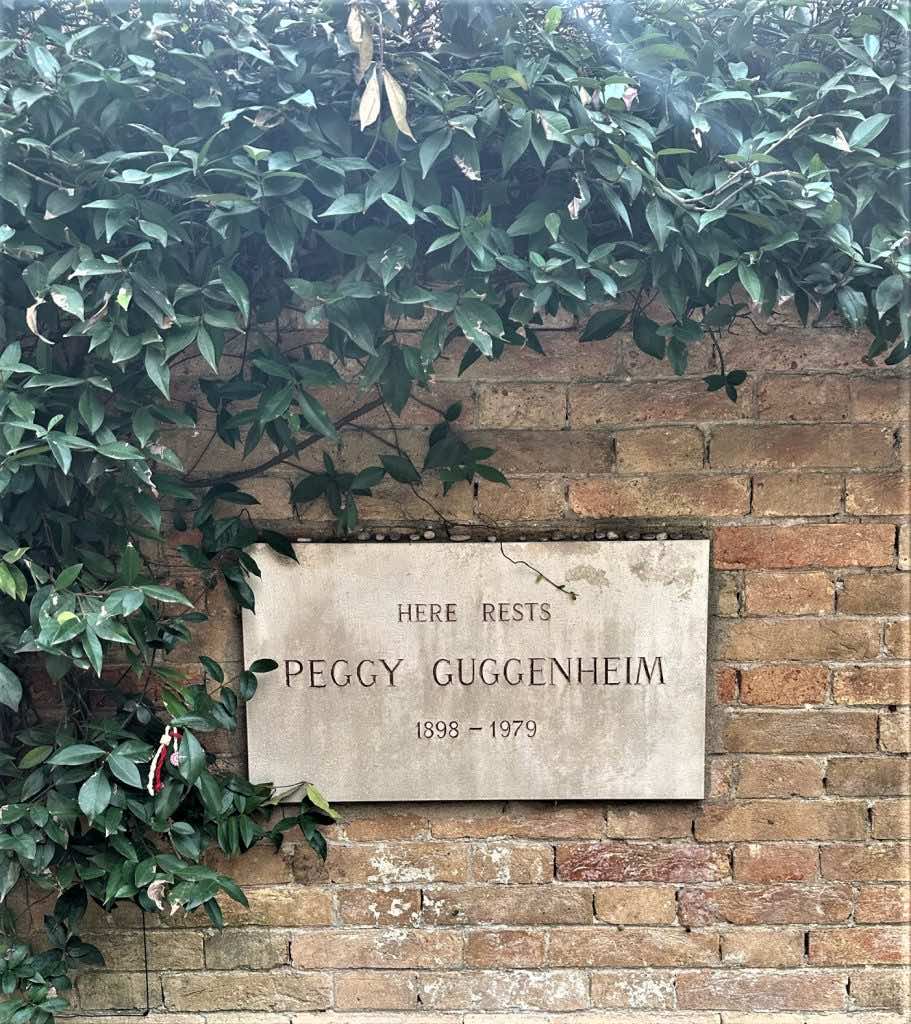 HERE RESTS
PEGGY GUGGENHEIM
1898 – 1979